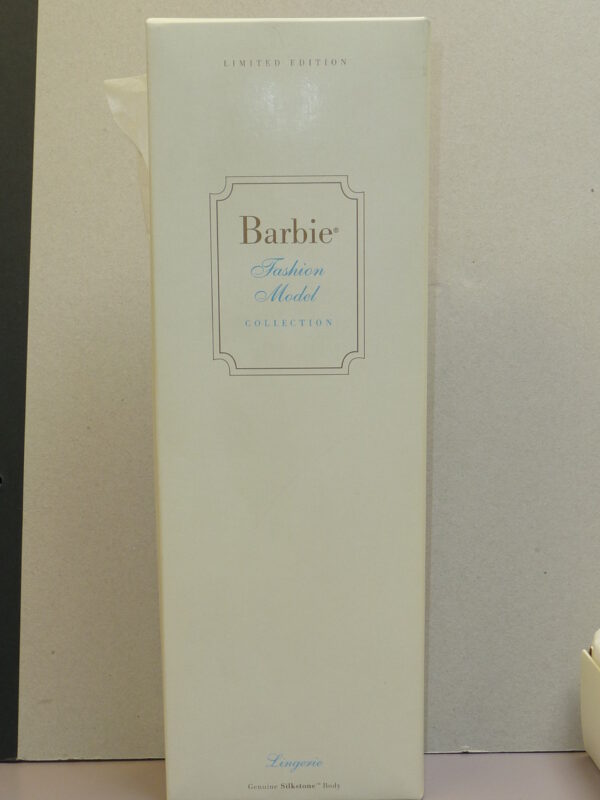 LIMITED EDITION
Barbie®
Fashion
Model
COLLECTION
Lingerie
Genuine Silkstone™ Body